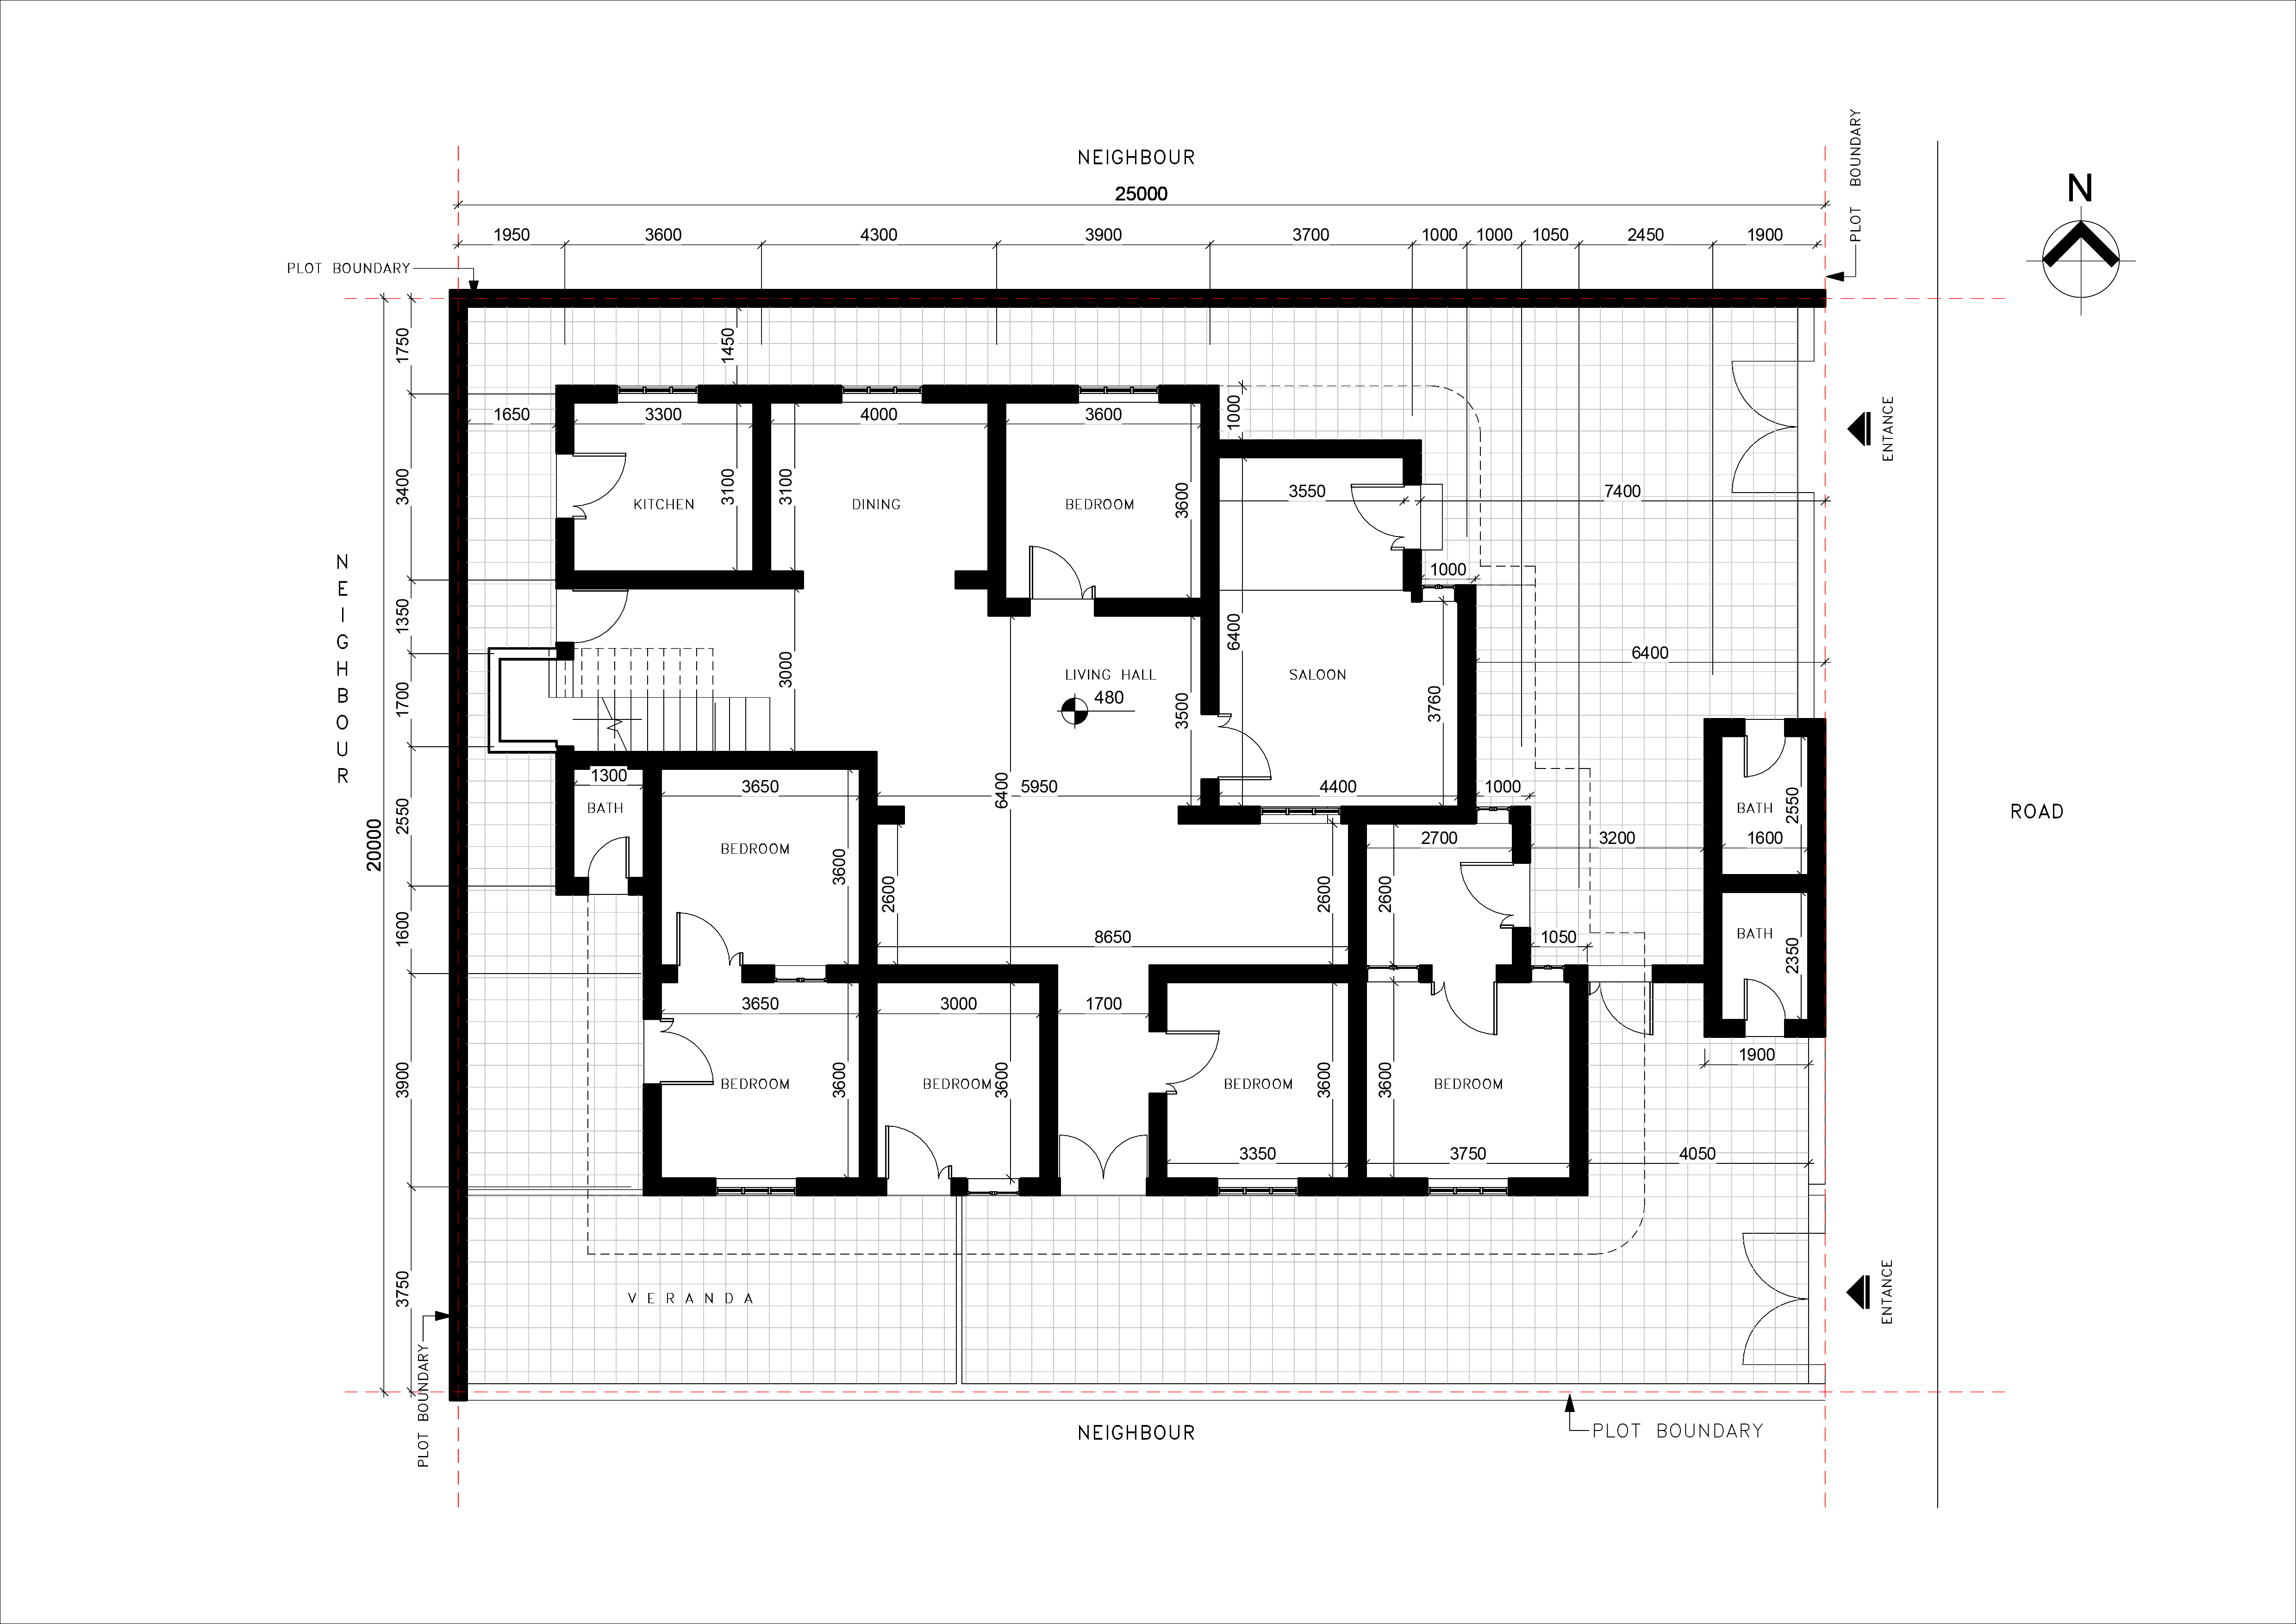 NEIGHBOUR
PLOT BOUNDARY
25000
N
1950 3600 4300 3900 3700 1000 1000 1050 2450 1900
PLOT BOUNDARY
1750
1450
1650 3300 4000 3600
1000
ENTANCE
3400
KITCHEN
3100
3100
DINING
BEDROOM
3600
3550
7400
1000
NEIGHBOUR
1350
6400
6400
3000
LIVING HALL
480
SALOON
1700
3500
3760
1300
3650
6400
5950
4400
1000
BATH
2550
20000
BEDROOM
3600
2700
3200
BATH
2550
1600
ROAD
1600
2600
2600
2600
8650
1050
BATH
2350
3650
3000
1700
1900
3900
BEDROOM
3600
BEDROOM
3600
BEDROOM
3600
3600
BEDROOM
3350
3750
4050
3750
VERANDA
ENTANCE
PLOT BOUNDARY
NEIGHBOUR
PLOT BOUNDARY